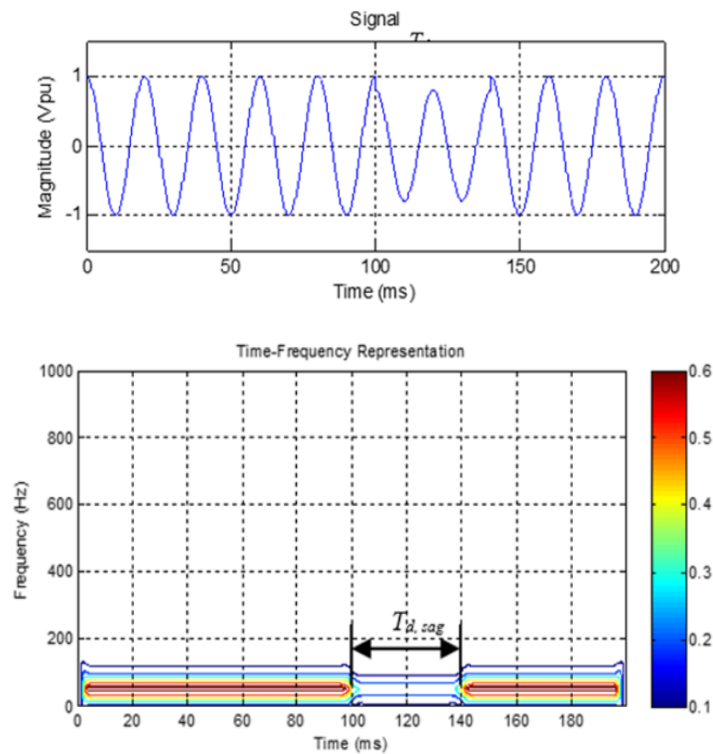 Signal
Magnitude (Vpu)
1
0
-1
0 50 100 150 200
Time (ms)
Time-Frequency Representation
Frequency (Hz)
1000
800
600
400
200
0
T d, sag
0 20 40 60 80 100 120 140 160 180
Time (ms)
0.6
0.5
0.4
0.3
0.2
0.1